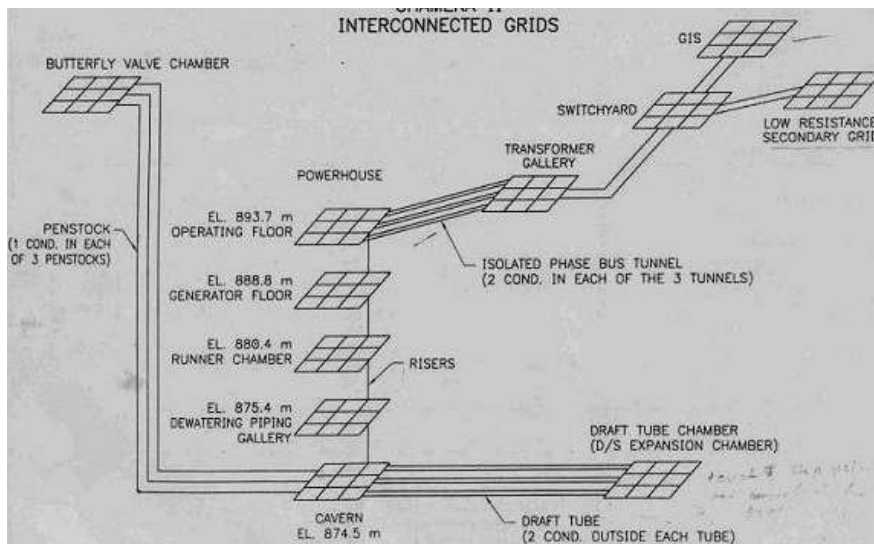 INTERCONNECTED GRIDS
GIS
BUTTERFLY VALVE CHAMBER
SWITCHYARD
LOW RESISTANCE
SECONDARY GRID
TRANSFORMER
GALLERY
POWERHOUSE
EL. 893.7 m
OPERATING FLOOR
PENSTOCK
(1 COND. IN EACH
OF 3 PENSTOCKS)
ISOLATED PHASE BUS TUNNEL
(2 COND. IN EACH OF THE 3 TUNNELS)
EL. 888.8 m
GENERATOR FLOOR
EL. 880.4 m
RUNNER CHAMBER
RISERS
EL. 875.4 m
DEWATERING PIPING
GALLERY
DRAFT TUBE CHAMBER
(D/S EXPANSION CHAMBER)
CAVERN
EL. 874.5 m
DRAFT TUBE
(2 COND. OUTSIDE EACH TUBE)